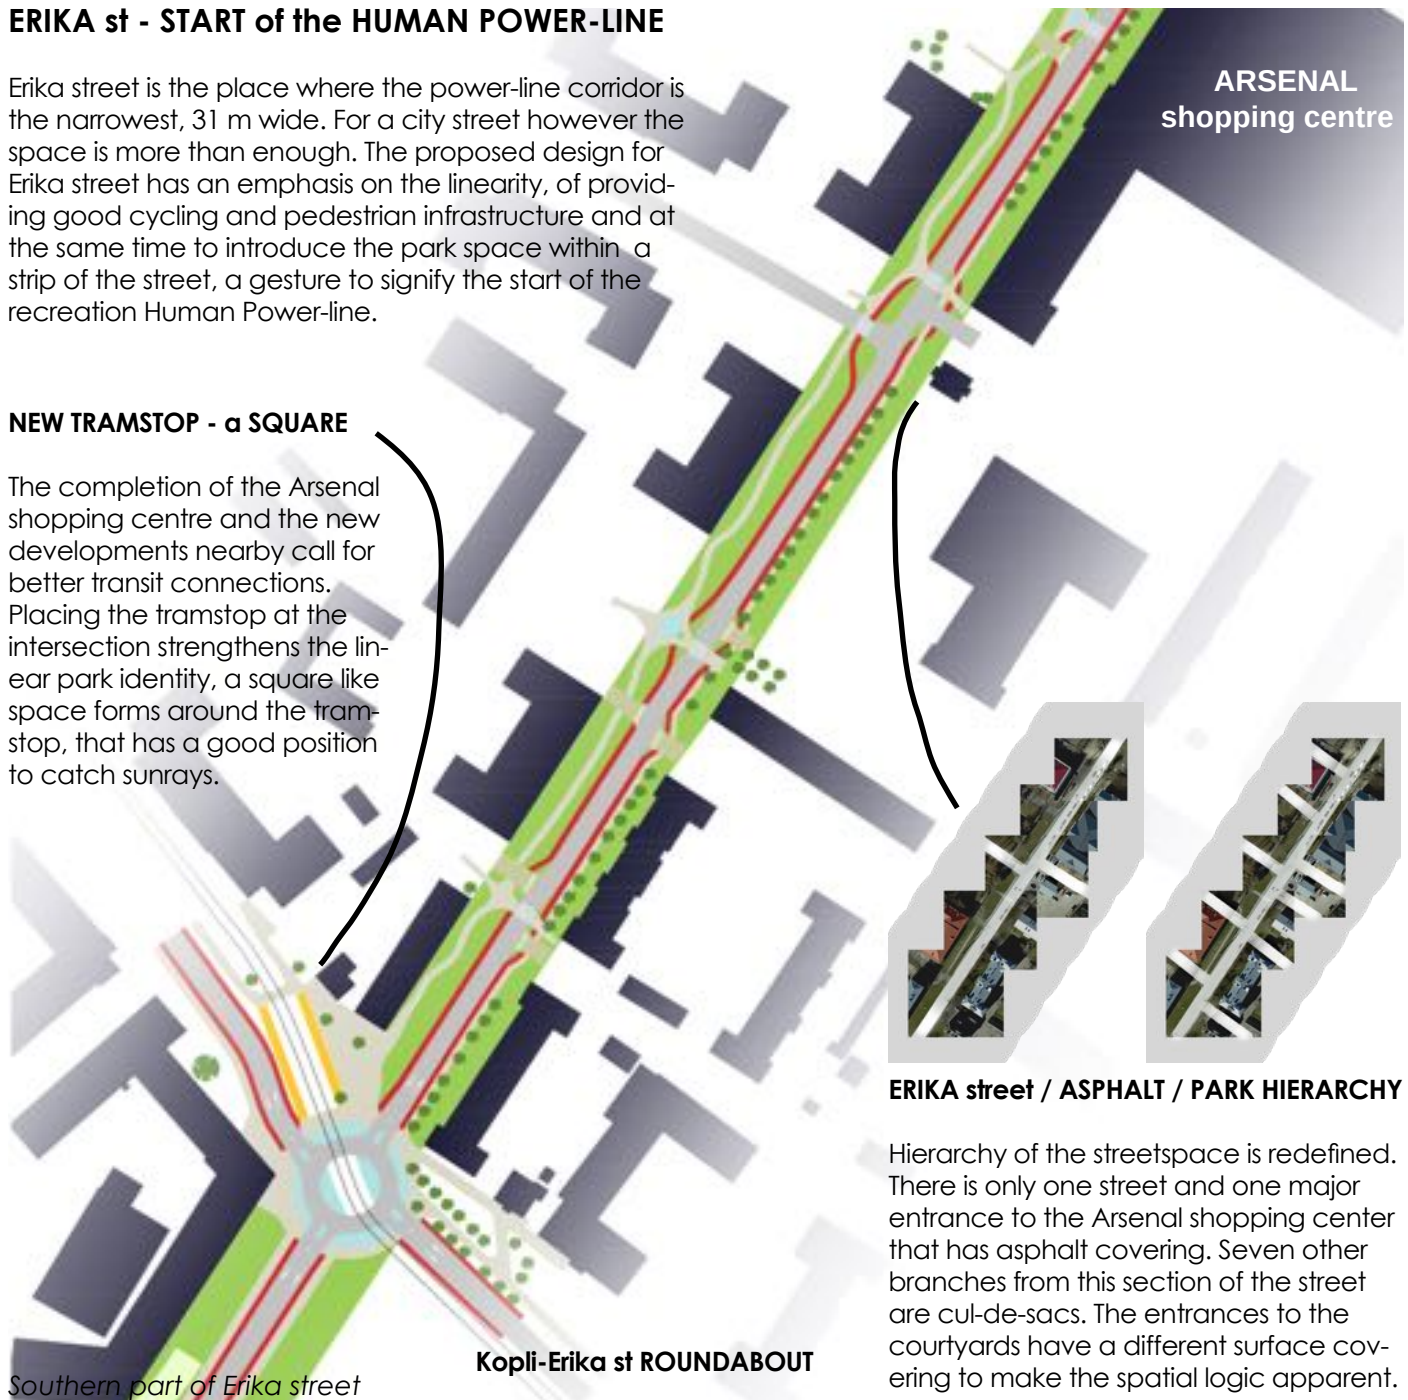 ERIKA st - START of the HUMAN POWER-LINE
Erika street is the place where the power-line corridor is
the narrowest, 31 m wide. For a city street however the
space is more than enough. The proposed design for
Erika street has an emphasis on the linearity, of provid-
ing good cycling and pedestrian infrastructure and at
the same time to introduce the park space within a
strip of the street, a gesture to signify the start of the
recreation Human Power-line.
ARSENAL
shopping centre
NEW TRAMSTOP - a SQUARE
The completion of the Arsenal
shopping centre and the new
developments nearby call for
better transit connections.
Placing the tramstop at the
intersection strengthens the lin-
ear park identity, a square like
space forms around the tram-
stop, that has a good position
to catch sunrays.
ERIKA street / ASPHALT / PARK HIERARCHY
Hierarchy of the streetspace is redefined.
There is only one street and one major
entrance to the Arsenal shopping center
that has asphalt covering. Seven other
branches from this section of the street
are cul-de-sacs. The entrances to the
courtyards have a different surface cov-
ering to make the spatial logic apparent.
Kopli-Erika st ROUNDABOUT
Southern part of Erika street